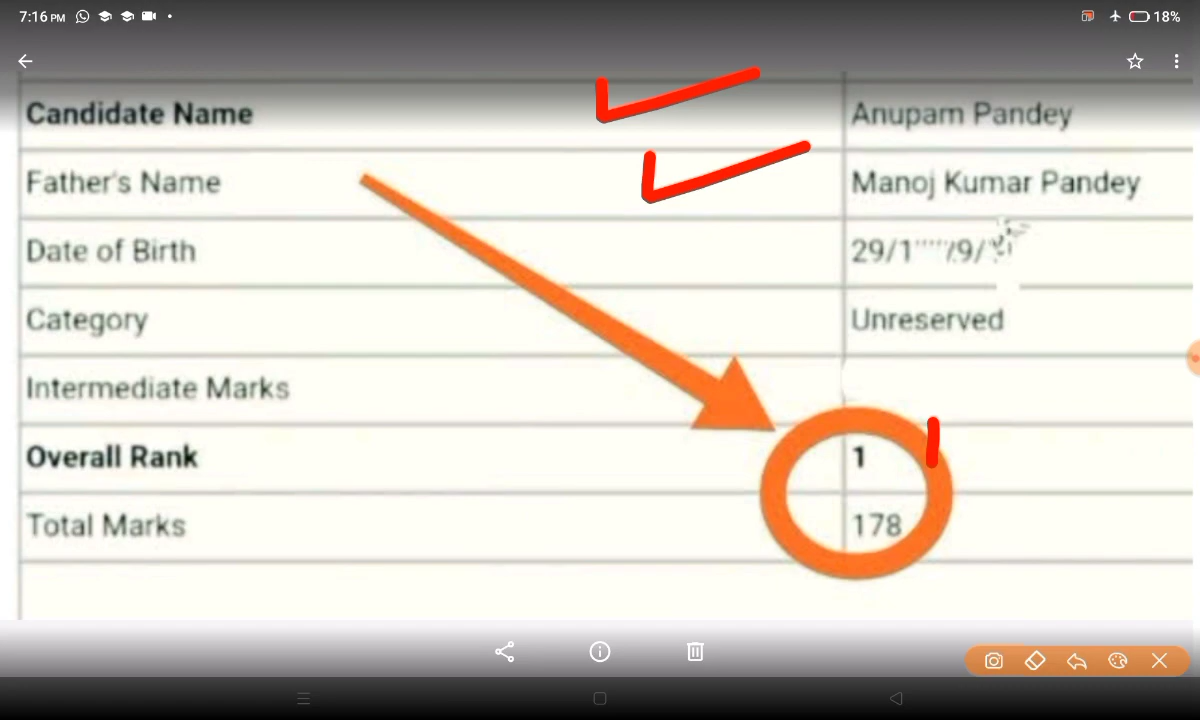 7:16 PM 18%
Candidate Name Anupam Pandey
Father's Name Manoj Kumar Pandey
Date of Birth
Category Unreserved
Intermediate Marks
Overall Rank 1
Total Marks 178